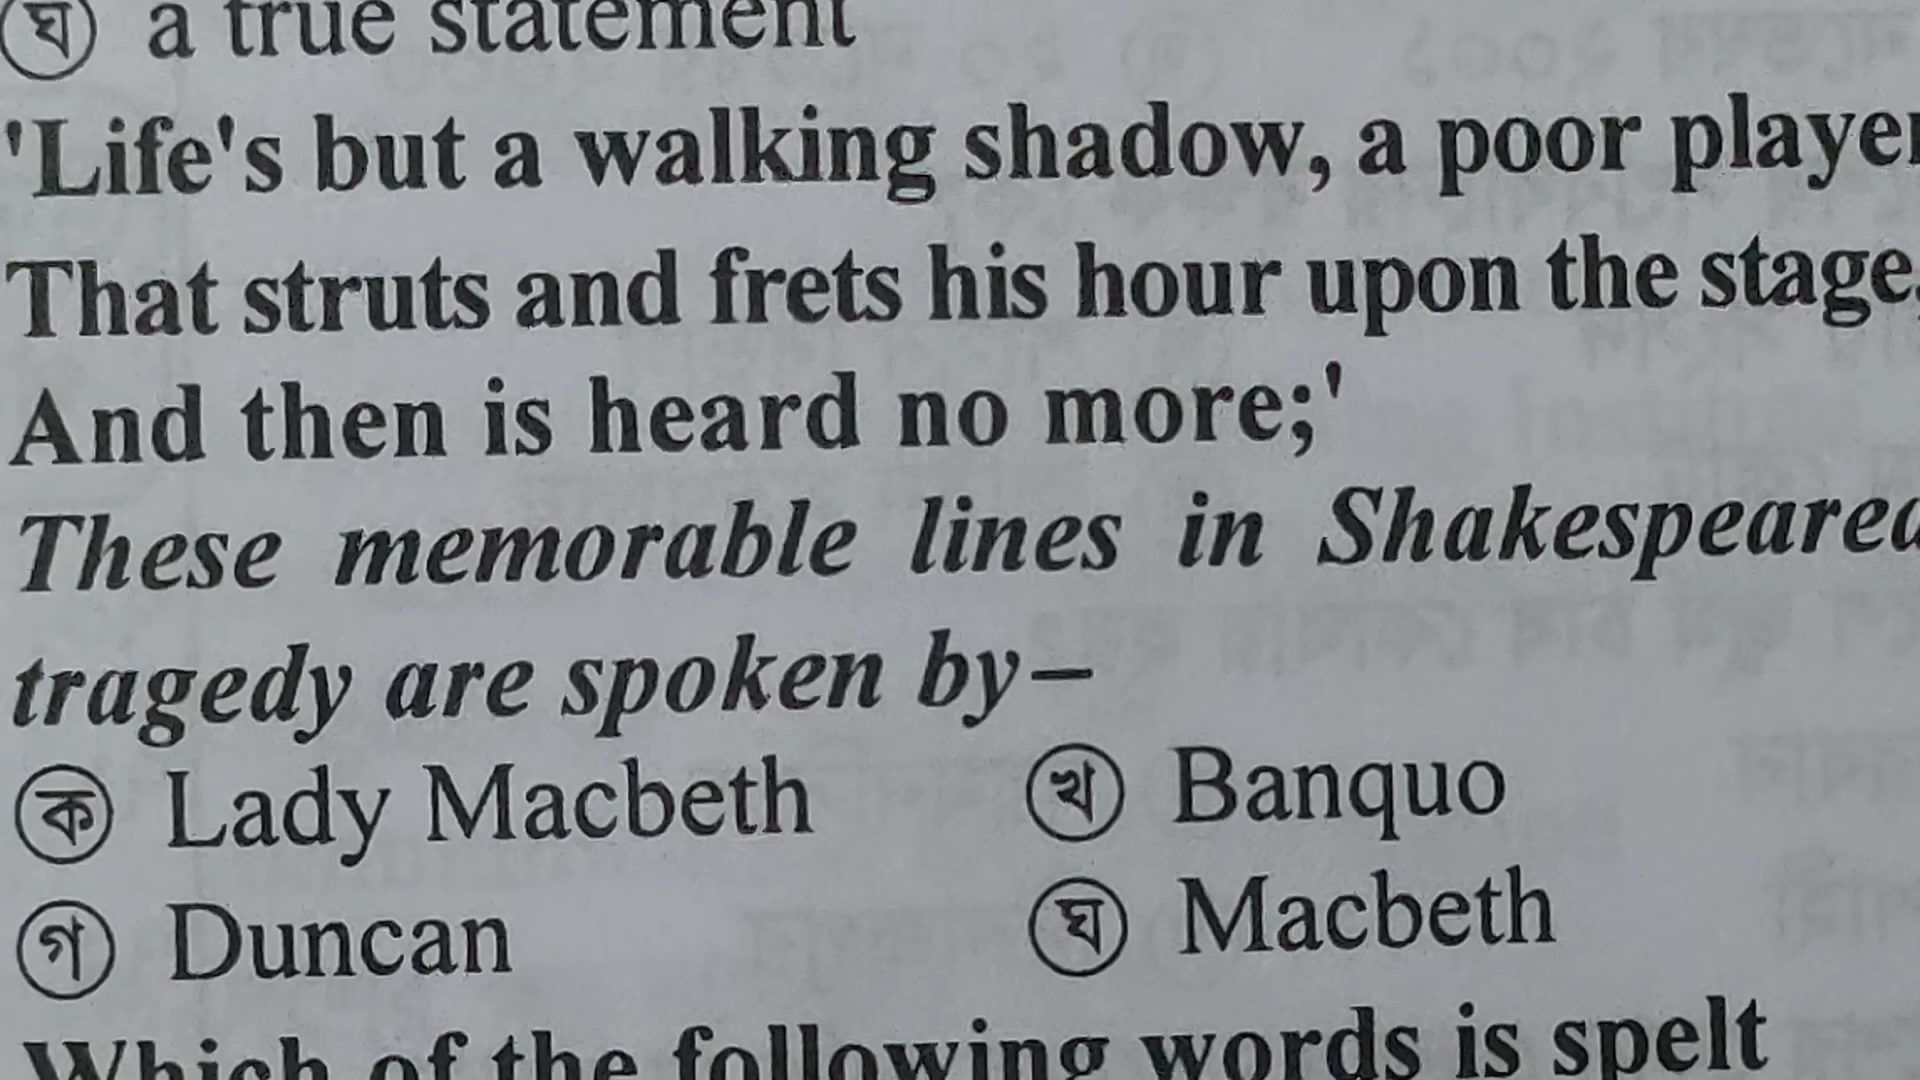 ঘ a true statement
'Life's but a walking shadow, a poor player
That struts and frets his hour upon the stage,
And then is heard no more;'
These memorable lines in Shakespearea
tragedy are spoken by–
ক Lady Macbeth খ Banquo
গ Duncan ঘ Macbeth
Which of the following words is spelt